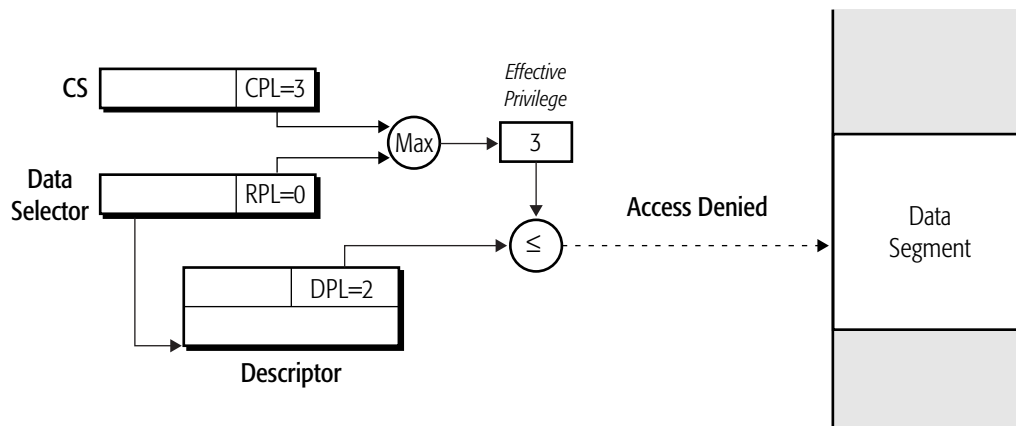 Effective
Privilege
CS
CPL=3
Max
3
Data
Selector
RPL=0
Access Denied
≤
Data
Segment
DPL=2
Descriptor